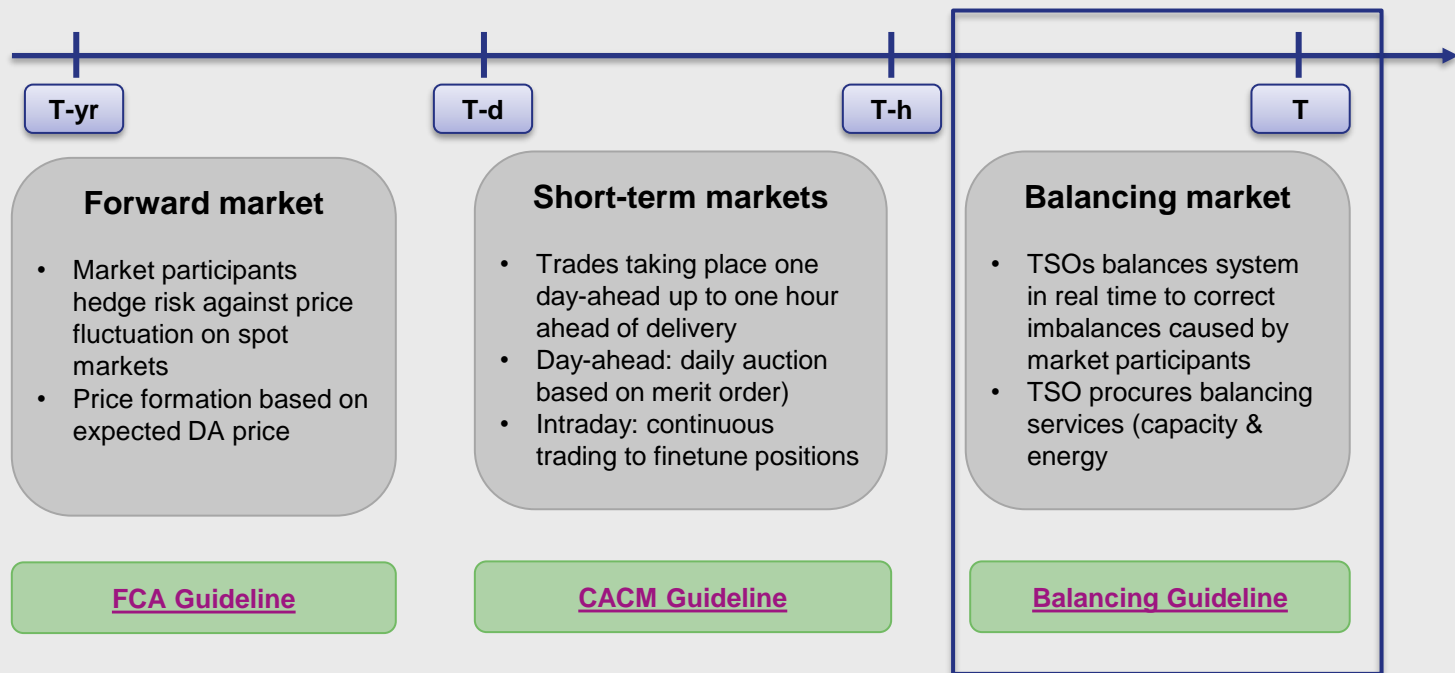 T-yr
T-d
T-h
T
Forward market
• Market participants
hedge risk against price
fluctuation on spot
markets
• Price formation based on
expected DA price
Short-term markets
• Trades taking place one
day-ahead up to one hour
ahead of delivery
• Day-ahead: daily auction
based on merit order)
• Intraday: continuous
trading to finetune positions
Balancing market
• TSOs balances system
in real time to correct
imbalances caused by
market participants
• TSO procures balancing
services (capacity &
energy
FCA Guideline
CACM Guideline
Balancing Guideline